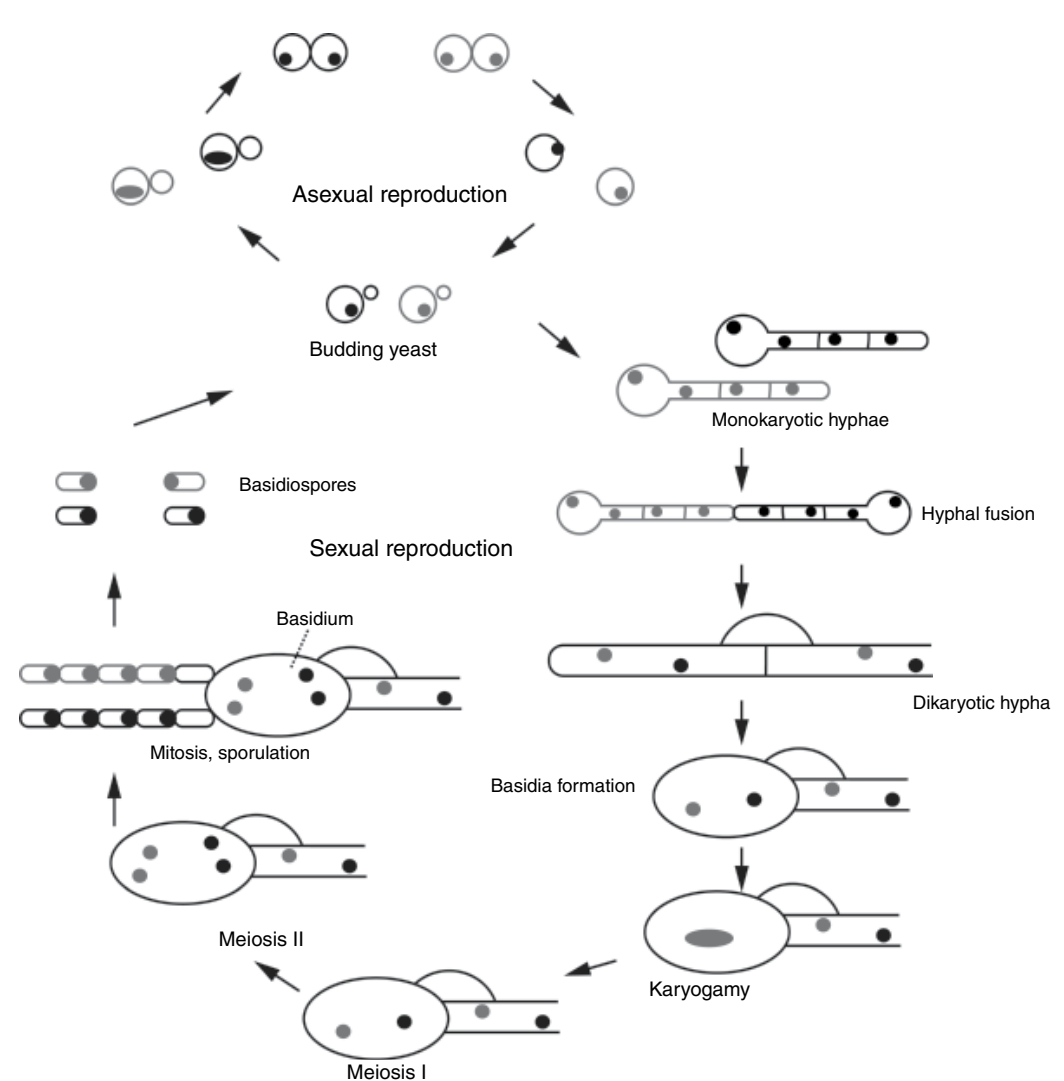 Asexual reproduction
Budding yeast
Monokaryotic hyphae
Basidiospores
Hyphal fusion
Sexual reproduction
Basidium
Dikaryotic hypha
Mitosis, sporulation
Basidia formation
Meiosis II
Karyogamy
Meiosis I